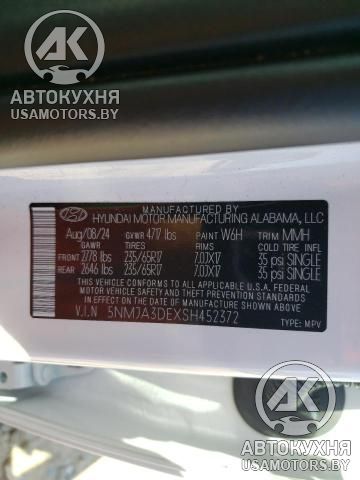 АК
АВТОКУХНЯ
USAMOTORS.BY
MANUFACTURED BY
HYUNDAI MOTOR MANUFACTURING ALABAMA, LLC
Aug/08/24 GVWR 4717 lbs PAINT W6H TRIM MMH
GAWR TIRES RIMS COLD TIRE INFL
FRONT 2778 lbs 235/65R17 7.0JX17 35 psi SINGLE
REAR 2646 lbs 235/65R17 7.0JX17 35 psi SINGLE
THIS VEHICLE CONFORMS TO ALL APPLICABLE U.S.A. FEDERAL
MOTOR VEHICLE SAFETY STANDARDS IN EFFECT ON THE
DATE OF MANUFACTURE SHOWN ABOVE.
V.I.N 5NMJA3DEXSH452372
TYPE: MPV
АК
АВТОКУХНЯ
USAMOTORS.BY